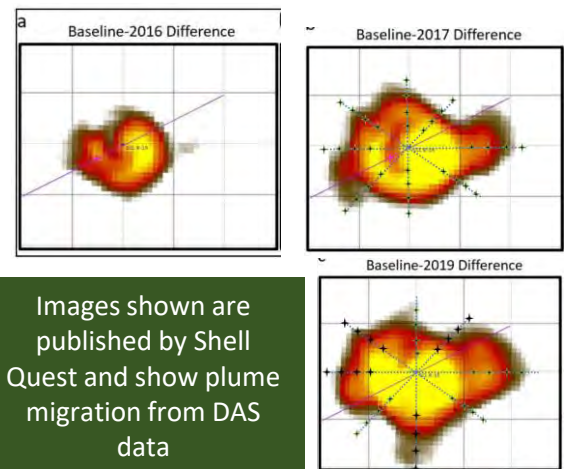 a
Baseline-2016 Difference
Baseline-2017 Difference
Baseline-2019 Difference
Images shown are
published by Shell
Quest and show plume
migration from DAS
data